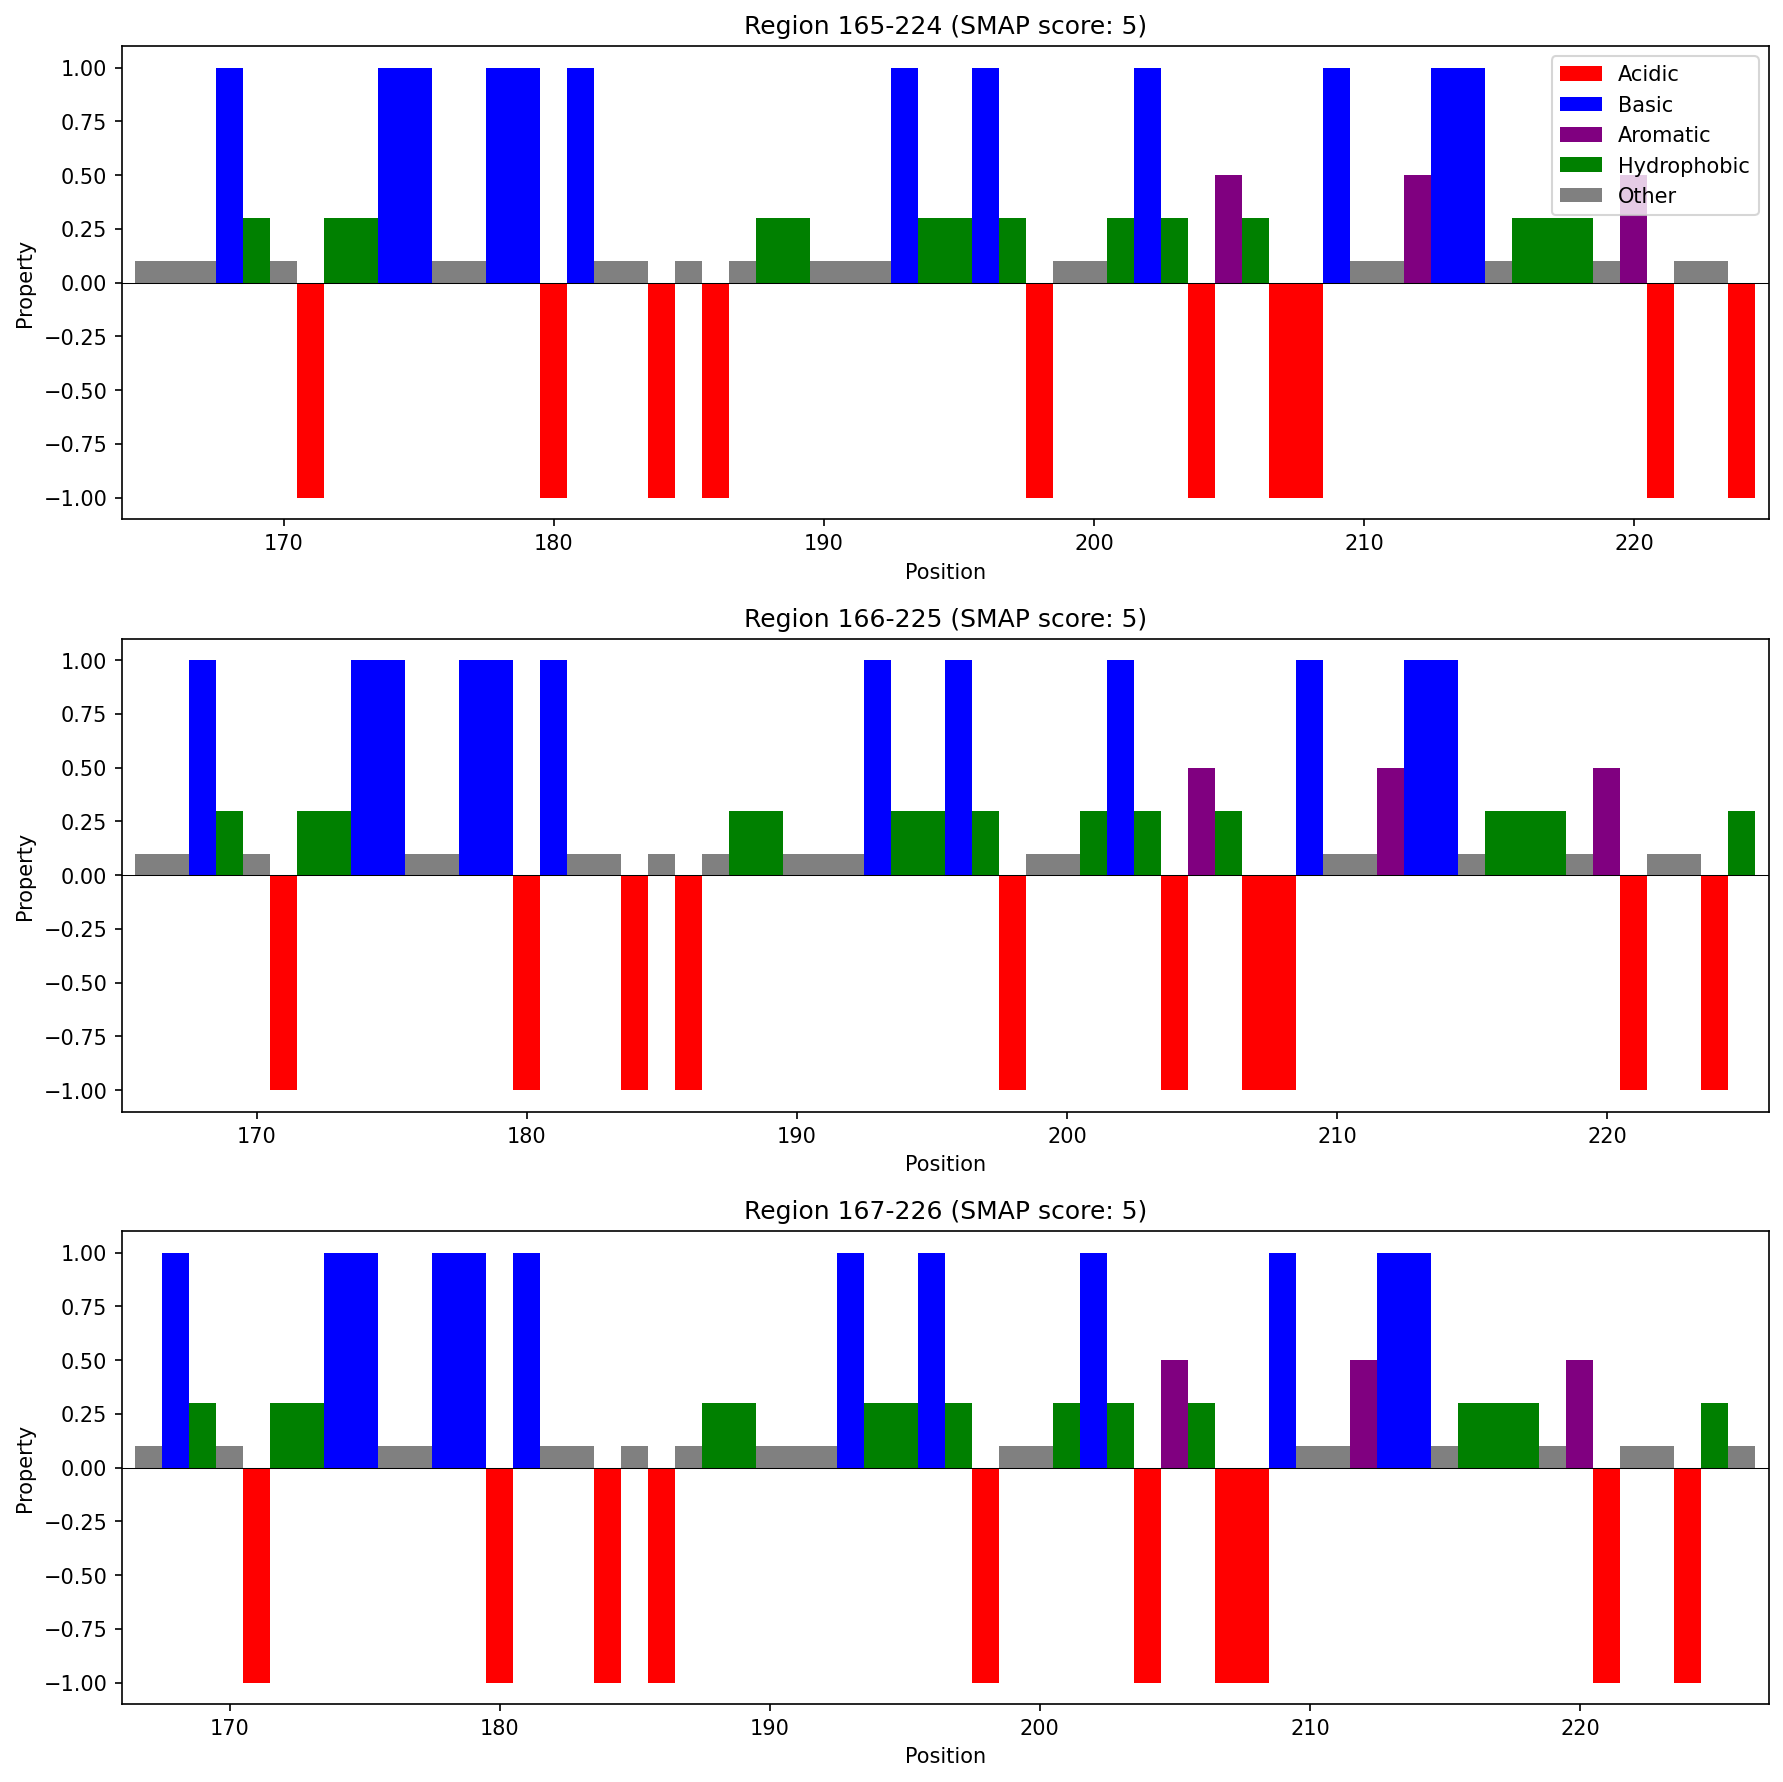 Region 165-224 (SMAP score: 5)
Acidic
Basic
Aromatic
Hydrophobic
Other
1.00
0.75
0.50
0.25
0.00
−0.25
−0.50
−0.75
−1.00
Property
170 180 190 200 210 220
Position
Region 166-225 (SMAP score: 5)
1.00
0.75
0.50
0.25
0.00
−0.25
−0.50
−0.75
−1.00
Property
170 180 190 200 210 220
Position
Region 167-226 (SMAP score: 5)
1.00
0.75
0.50
0.25
0.00
−0.25
−0.50
−0.75
−1.00
Property
170 180 190 200 210 220
Position